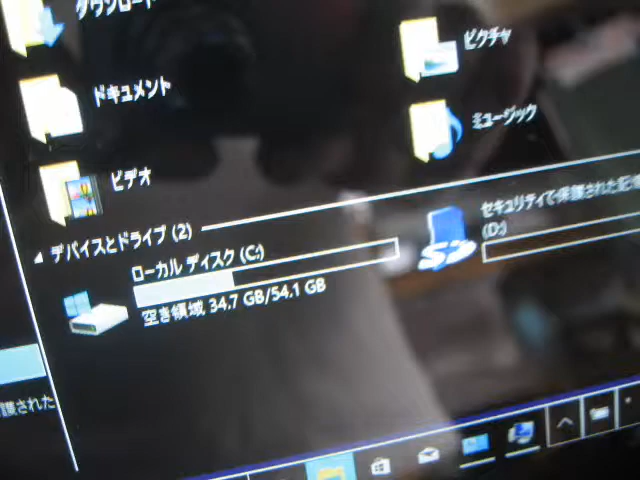 ダウンロード
ピクチャ
ドキュメント
ミュージック
ビデオ
デバイスとドライブ (2)
ローカル ディスク (C:)
空き領域 34.7 GB/54.1 GB
セキュリティで保護された記憶
(D:)
SD
護された